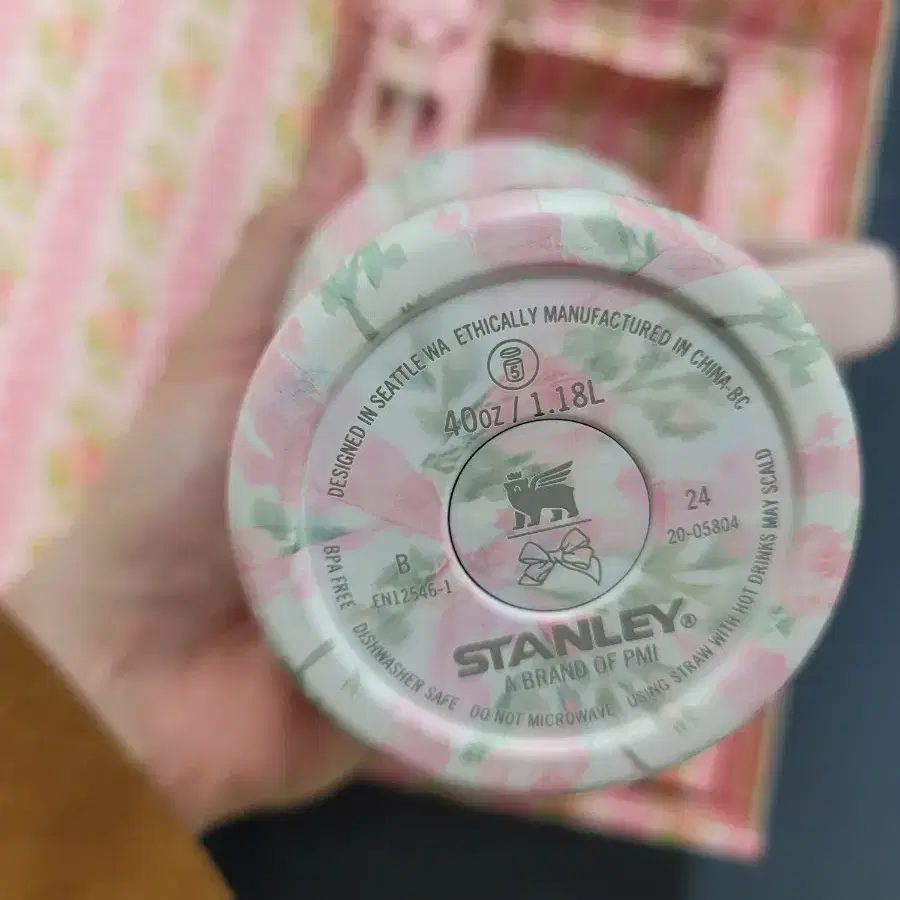 DESIGNED IN SEATTLE WA ETHICALLY MANUFACTURED IN CHINA-BC
5
40oz / 1.18L
24
20-05804
B
EN12546-1
STANLEY®
A BRAND OF PMI
BPA FREE DISHWASHER SAFE DO NOT MICROWAVE USING STRAW WITH HOT DRINKS MAY SCALD